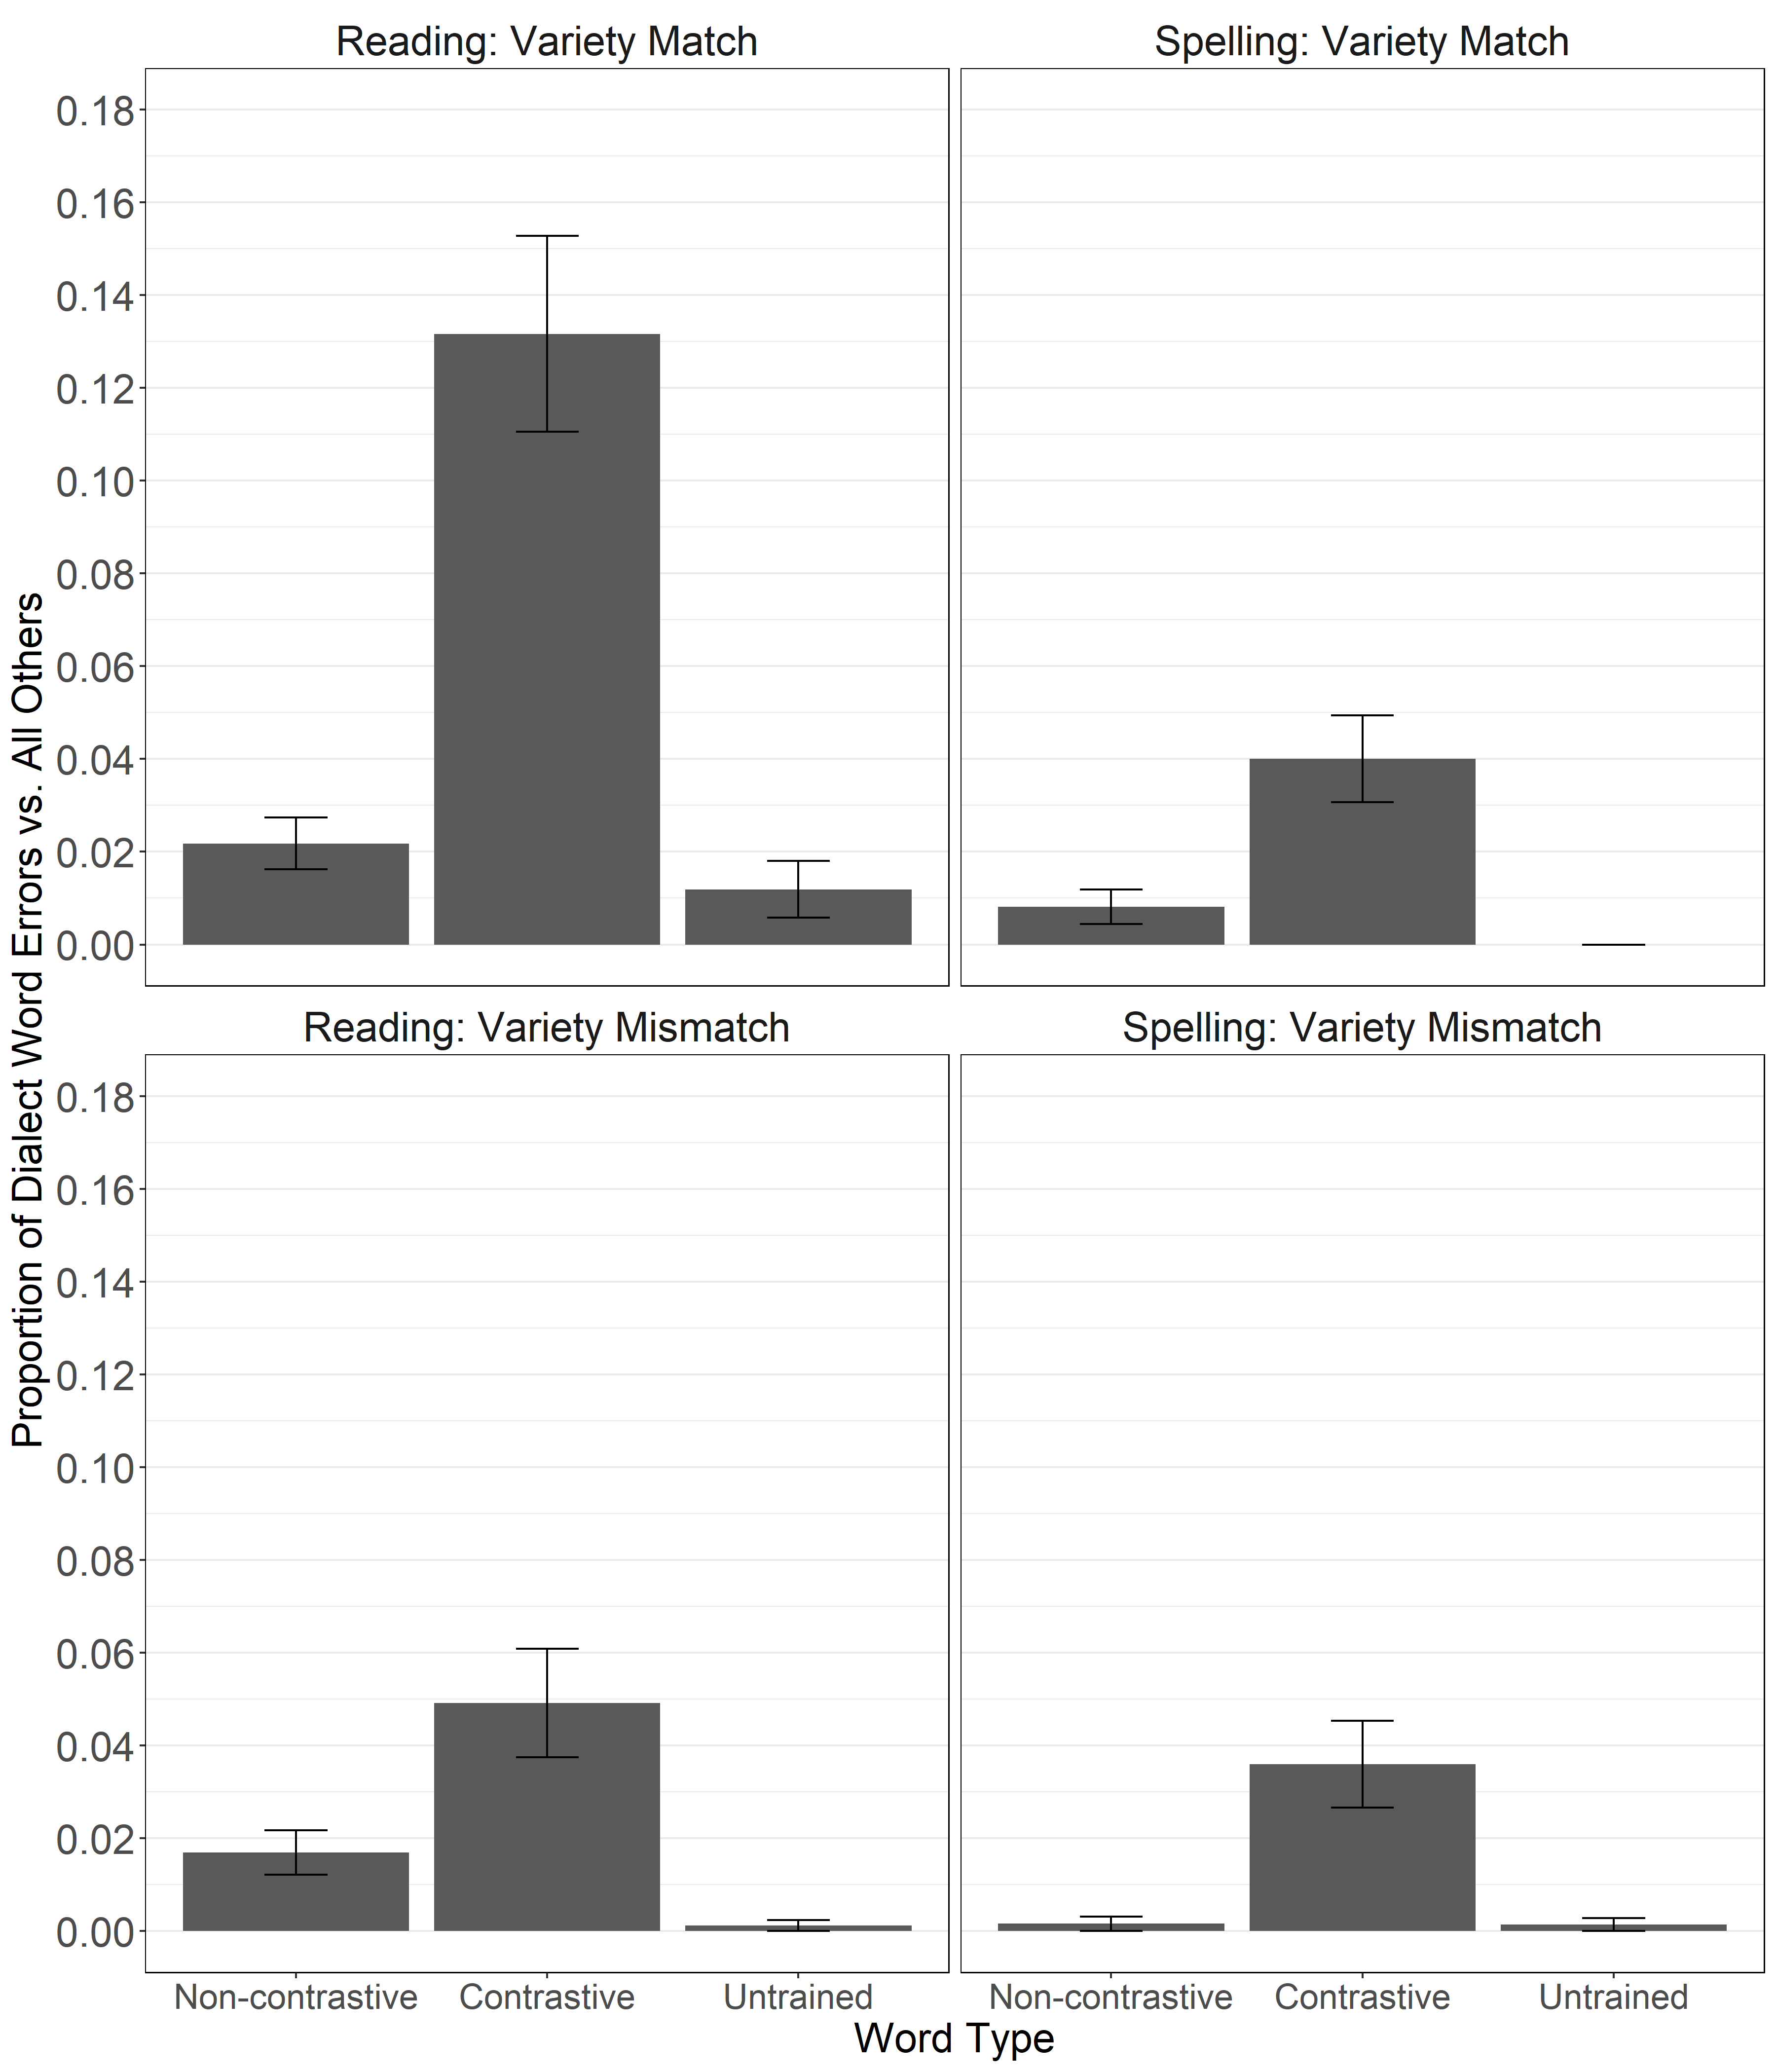 Proportion of Dialect Word Errors vs. All Others
Reading: Variety Match
0.18
0.16
0.14
0.12
0.10
0.08
0.06
0.04
0.02
0.00
Spelling: Variety Match
Reading: Variety Mismatch
0.18
0.16
0.14
0.12
0.10
0.08
0.06
0.04
0.02
0.00
Non-contrastive Contrastive Untrained
Spelling: Variety Mismatch
Non-contrastive Contrastive Untrained
Word Type